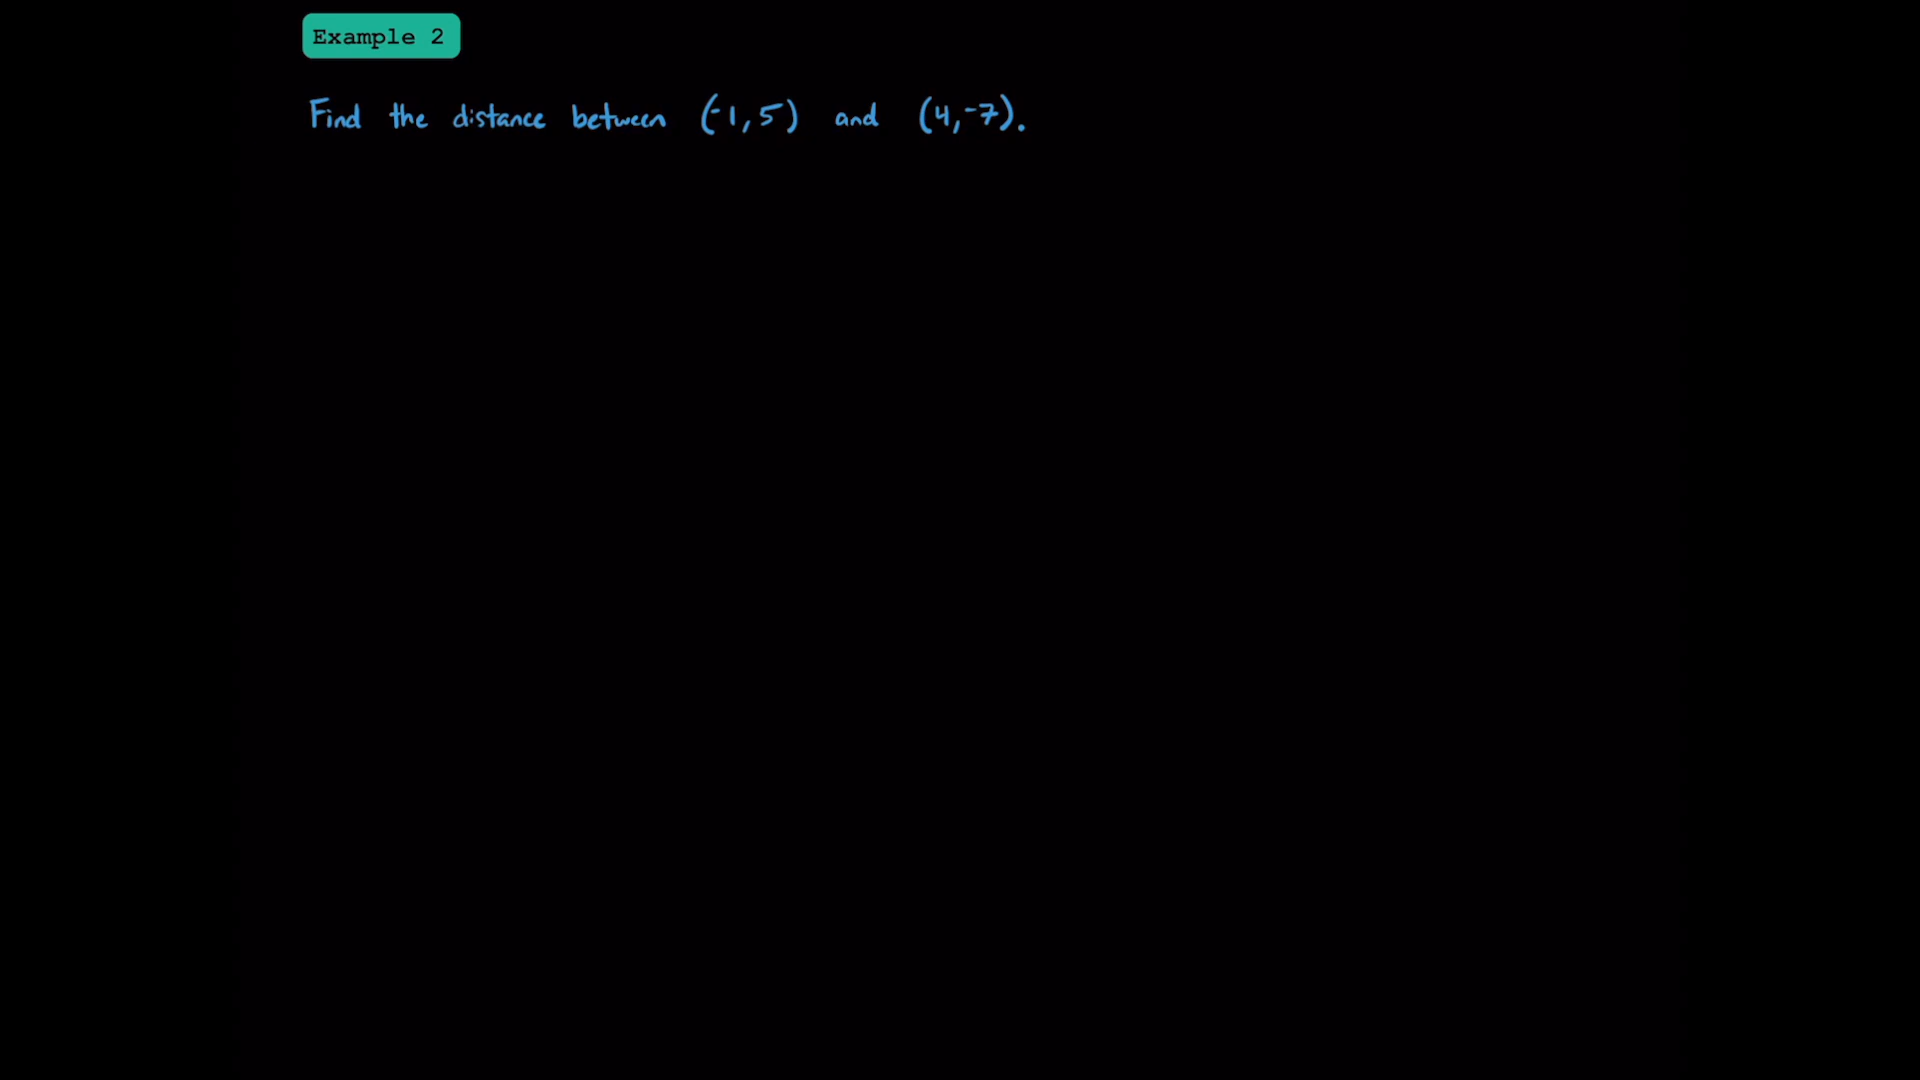 Example 2
Find the distance between (-1,5) and (4,-7).